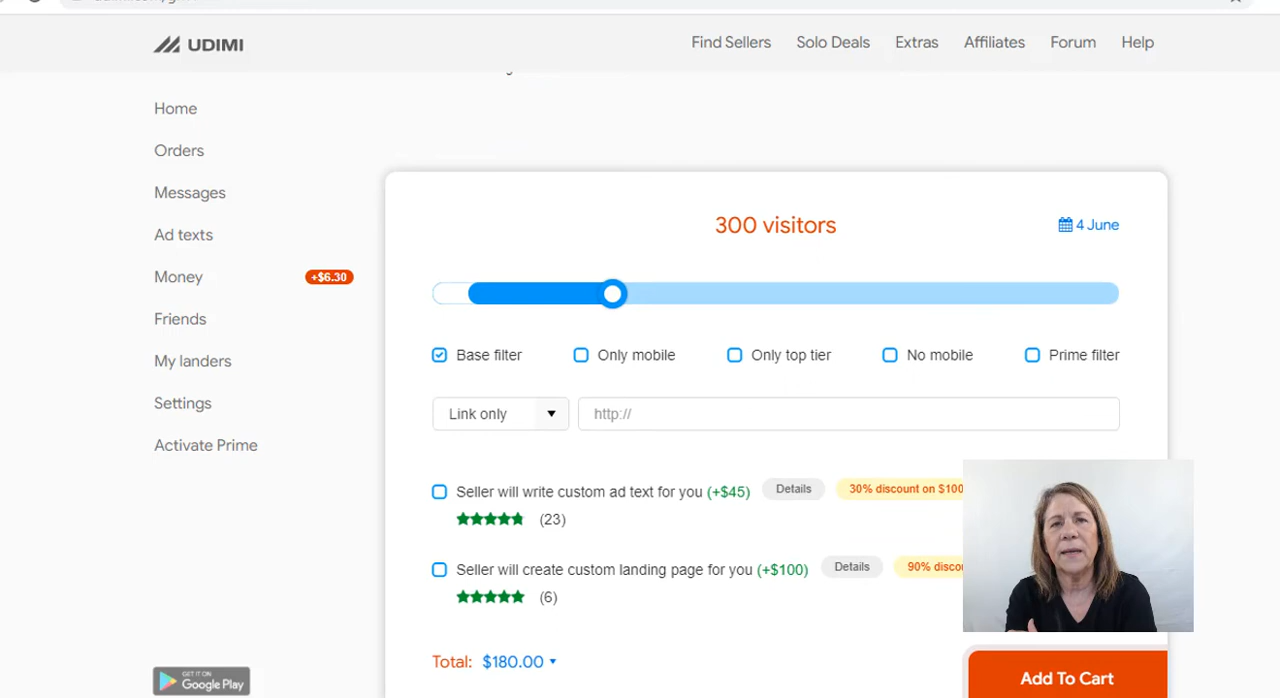 UDIMI
Find Sellers Solo Deals Extras Affiliates Forum Help
Home
Orders
Messages
Ad texts
Money +$6.30
Friends
My landers
Settings
Activate Prime
GET IT ON
Google Play
300 visitors
4 June
Base filter Only mobile Only top tier No mobile Prime filter
Link only http://
Seller will write custom ad text for you (+$45) Details 30% discount on $100
(23)
Seller will create custom landing page for you (+$100) Details 90% disco
(6)
Total: $180.00
Add To Cart